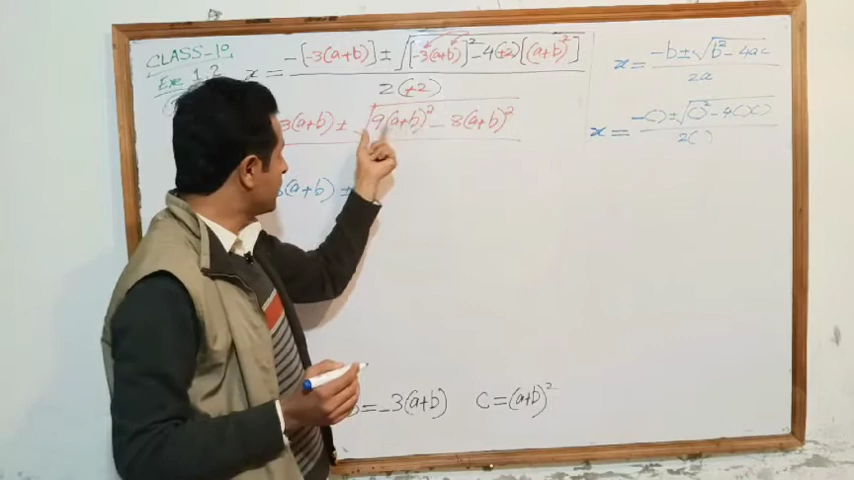 CLASS-10
Exe 1.2
x = -[-3(a+b)] ± √[-3(a+b)]² - 4(+2)[(a+b)²] / 2(+2)
3(a+b) ± √9(a+b)² - 8(a+b)²
(a+b) ±
x = -b ± √b² - 4ac / 2a
x = -( ) ± √( )² - 4( )( ) / 2( )
= -3(a+b) C = (a+b)²